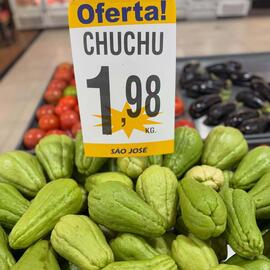 Oferta!
CHUCHU
1,98
KG.
SÃO JOSÉ